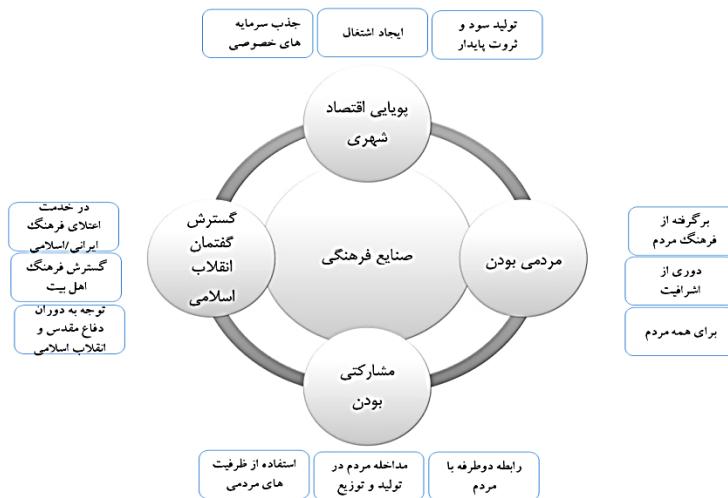 تولید سود و
ثروت پایدار
ایجاد اشتغال
جذب سرمایه
های خصوصی
پویایی اقتصاد
شهری
برگرفته از
فرهنگ مردم
دوری از
اشرافیت
برای همه مردم
مردمی بودن
صنایع فرهنگی
گسترش
گفتمان
انقلاب
اسلامی
در خدمت
اعتلای فرهنگ
ایرانی/اسلامی
گسترش فرهنگ
اهل بیت
توجه به دوران
دفاع مقدس و
انقلاب اسلامی
مشارکتی
بودن
رابطه دوطرفه با
مردم
مداخله مردم در
تولید و توزیع
استفاده از ظرفیت
های مردمی